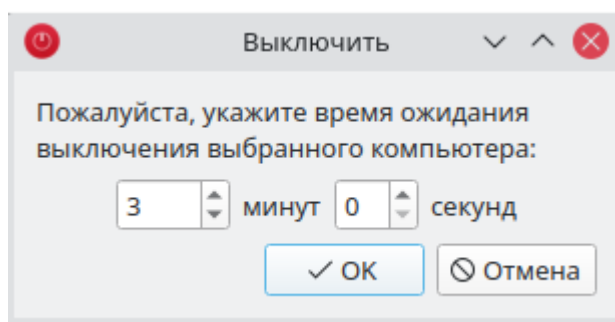 Выключить
Пожалуйста, укажите время ожидания
выключения выбранного компьютера:
3 минут 0 секунд
OK Отмена